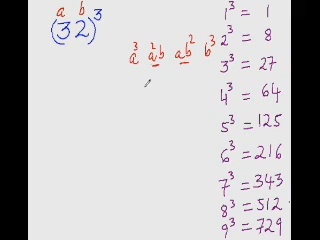 a b
(32)³
a³ a²b ab² b³
1³ = 1
2³ = 8
3³ = 27
4³ = 64
5³ = 125
6³ = 216
7³ = 343
8³ = 512
9³ = 729